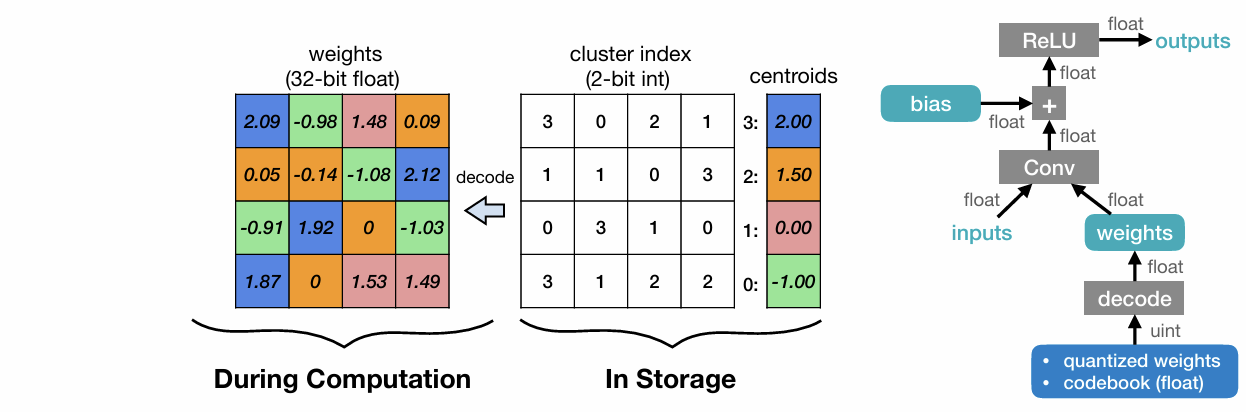 weights
(32-bit float)
2.09 -0.98 1.48 0.09
0.05 -0.14 -1.08 2.12
-0.91 1.92 0 -1.03
1.87 0 1.53 1.49
During Computation
decode
cluster index
(2-bit int)
3 0 2 1
1 1 0 3
0 3 1 0
3 1 2 2
centroids
3: 2.00
2: 1.50
1: 0.00
0: -1.00
In Storage
float
ReLU
outputs
float
bias
+
float
float
Conv
float
float
inputs
weights
float
decode
uint
• quantized weights
• codebook (float)